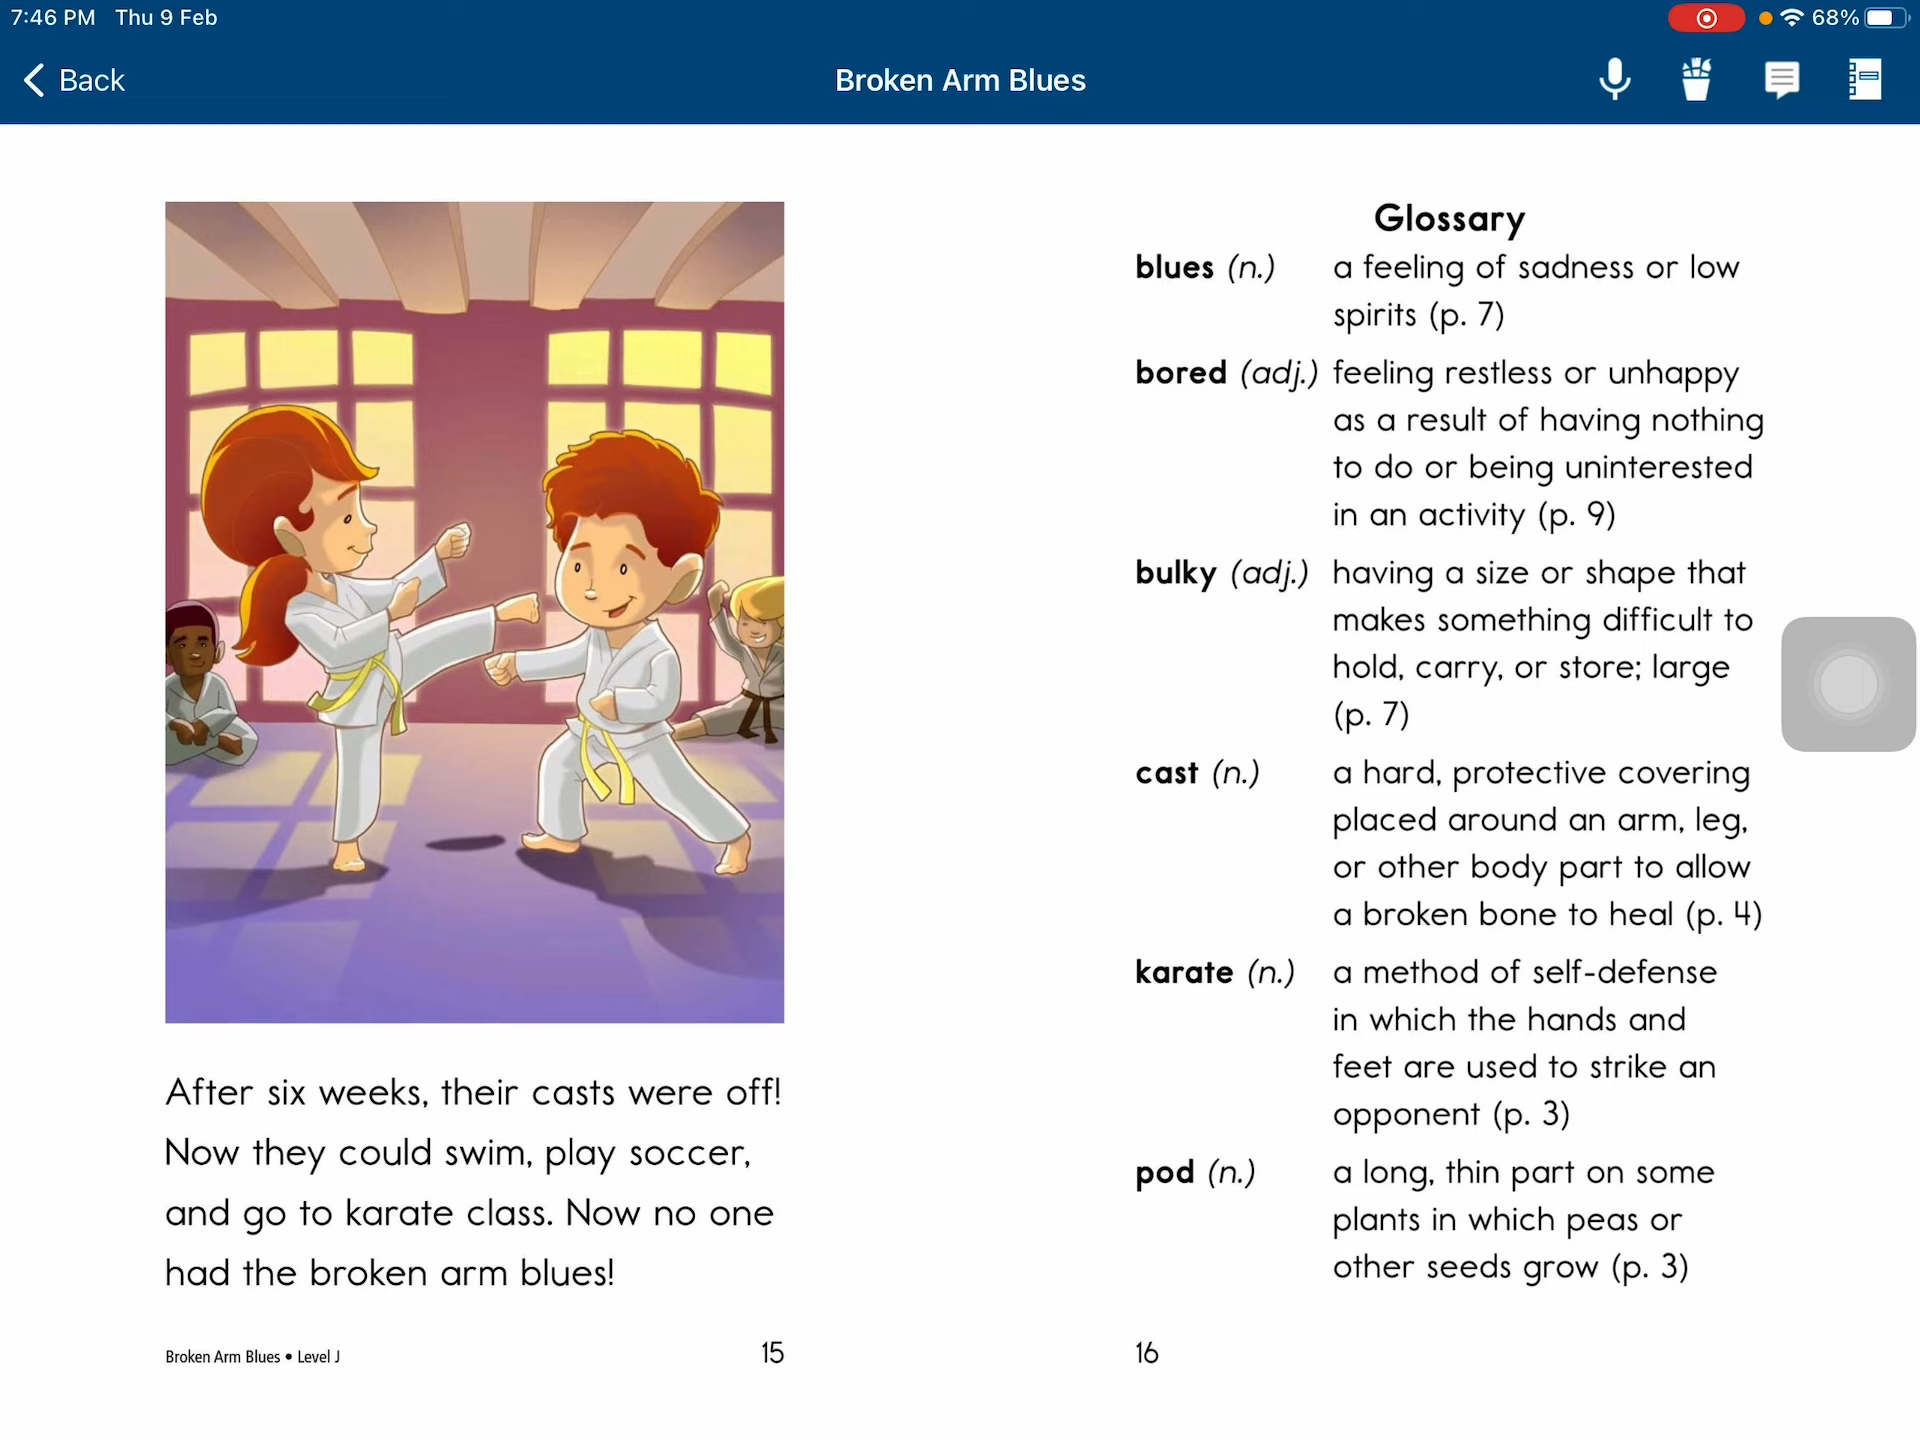 7:46 PM Thu 9 Feb
68%
Back
Broken Arm Blues
After six weeks, their casts were off!
Now they could swim, play soccer,
and go to karate class. Now no one
had the broken arm blues!
Broken Arm Blues • Level J
15
Glossary
blues (n.) a feeling of sadness or low
spirits (p. 7)
bored (adj.) feeling restless or unhappy
as a result of having nothing
to do or being uninterested
in an activity (p. 9)
bulky (adj.) having a size or shape that
makes something difficult to
hold, carry, or store; large
(p. 7)
cast (n.) a hard, protective covering
placed around an arm, leg,
or other body part to allow
a broken bone to heal (p. 4)
karate (n.) a method of self-defense
in which the hands and
feet are used to strike an
opponent (p. 3)
pod (n.) a long, thin part on some
plants in which peas or
other seeds grow (p. 3)
16